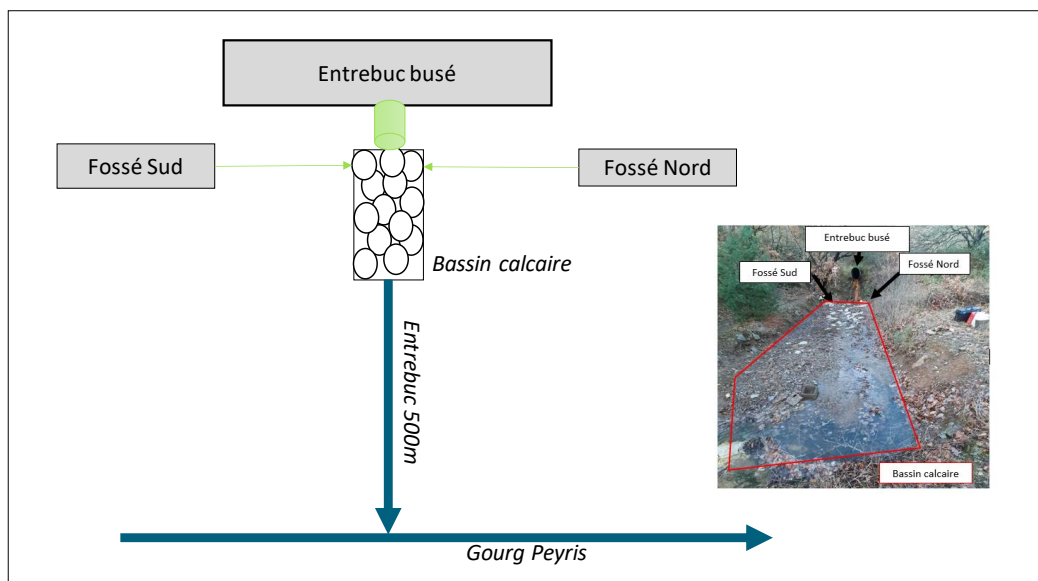 Entrebuc busé
Fossé Sud
Fossé Nord
Bassin calcaire
Entrebuc 500m
Gourg Peyris
Entrebuc busé
Fossé Sud
Fossé Nord
Bassin calcaire